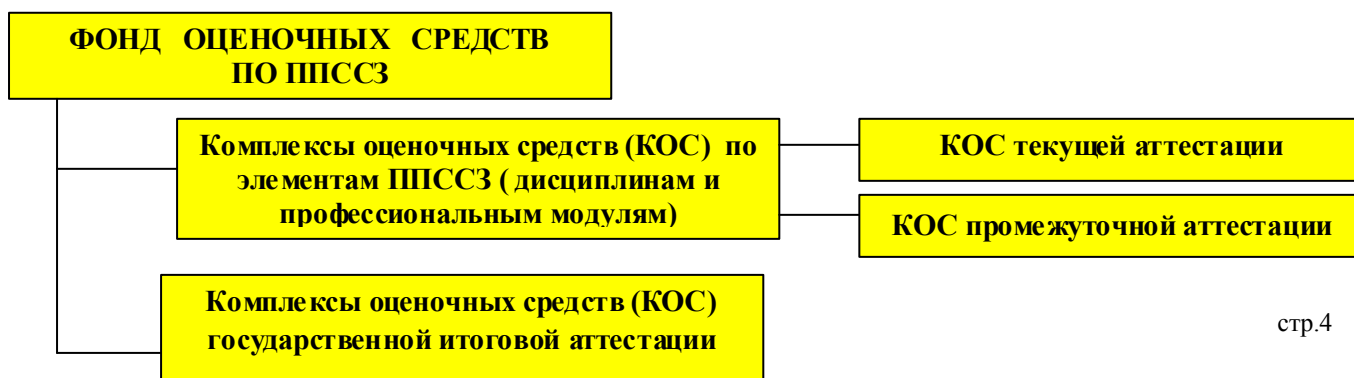 ФОНД ОЦЕНОЧНЫХ СРЕДСТВ
ПО ППССЗ
Комплексы оценочных средств (КОС) по
элементам ППССЗ ( дисциплинам и
профессиональным модулям)
КОС текущей аттестации
КОС промежуточной аттестации
Комплексы оценочных средств (КОС)
государственной итоговой аттестации
стр.4